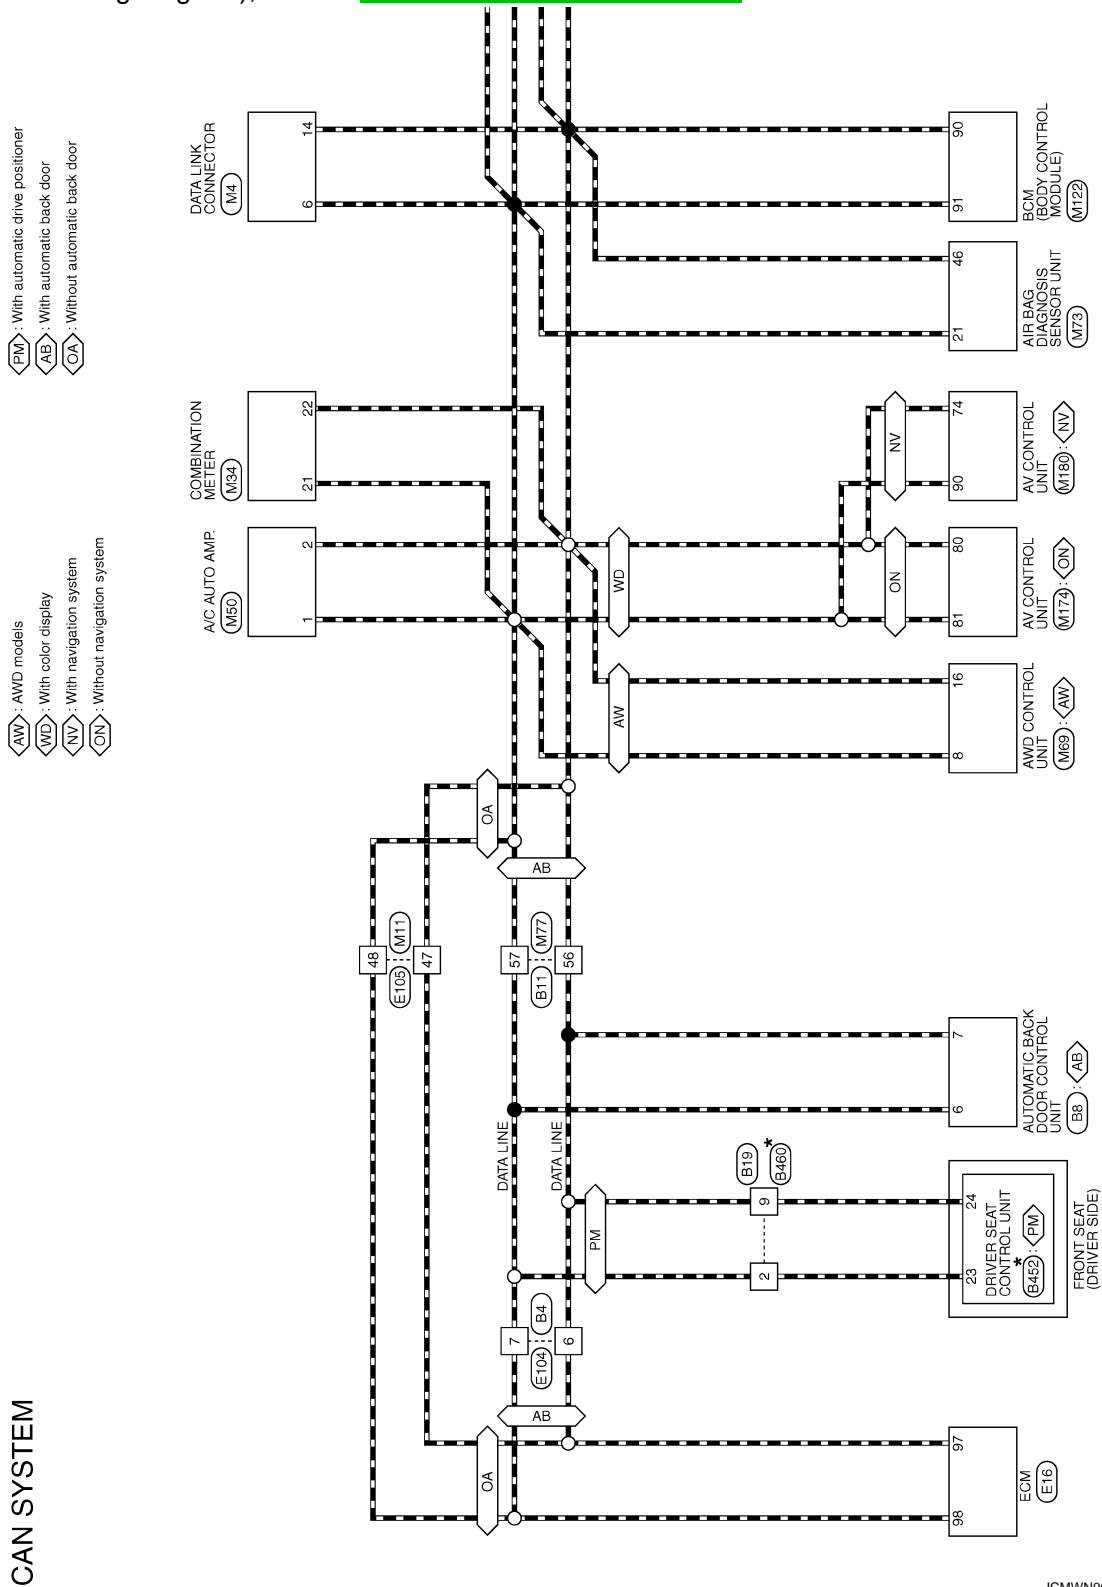 CAN SYSTEM
AW : AWD models
WD : With color display
NV : With navigation system
ON : Without navigation system
PM : With automatic drive positioner
AB : With automatic back door
OA : Without automatic back door
A/C AUTO AMP.
M50
1
2
COMBINATION
METER
M34
21
22
DATA LINK
CONNECTOR
M4
6
14
48
E105
M11
47
OA
OA
AB
7
E104
B4
6
DATA LINE
DATA LINE
57
B11
M77
56
AB
PM
AW
WD
2
9
B19
B460 *
ON
NV
98
97
ECM
E16
23
24
DRIVER SEAT
CONTROL UNIT
*
B452 : PM
FRONT SEAT
(DRIVER SIDE)
6
7
AUTOMATIC BACK
DOOR CONTROL
UNIT
B8 : AB
8
16
AWD CONTROL
UNIT
M69 : AW
81
80
AV CONTROL
UNIT
M174 : ON
90
74
AV CONTROL
UNIT
M180 : NV
21
46
AIR BAG
DIAGNOSIS
SENSOR UNIT
M73
91
90
BCM
(BODY CONTROL
MODULE)
M122